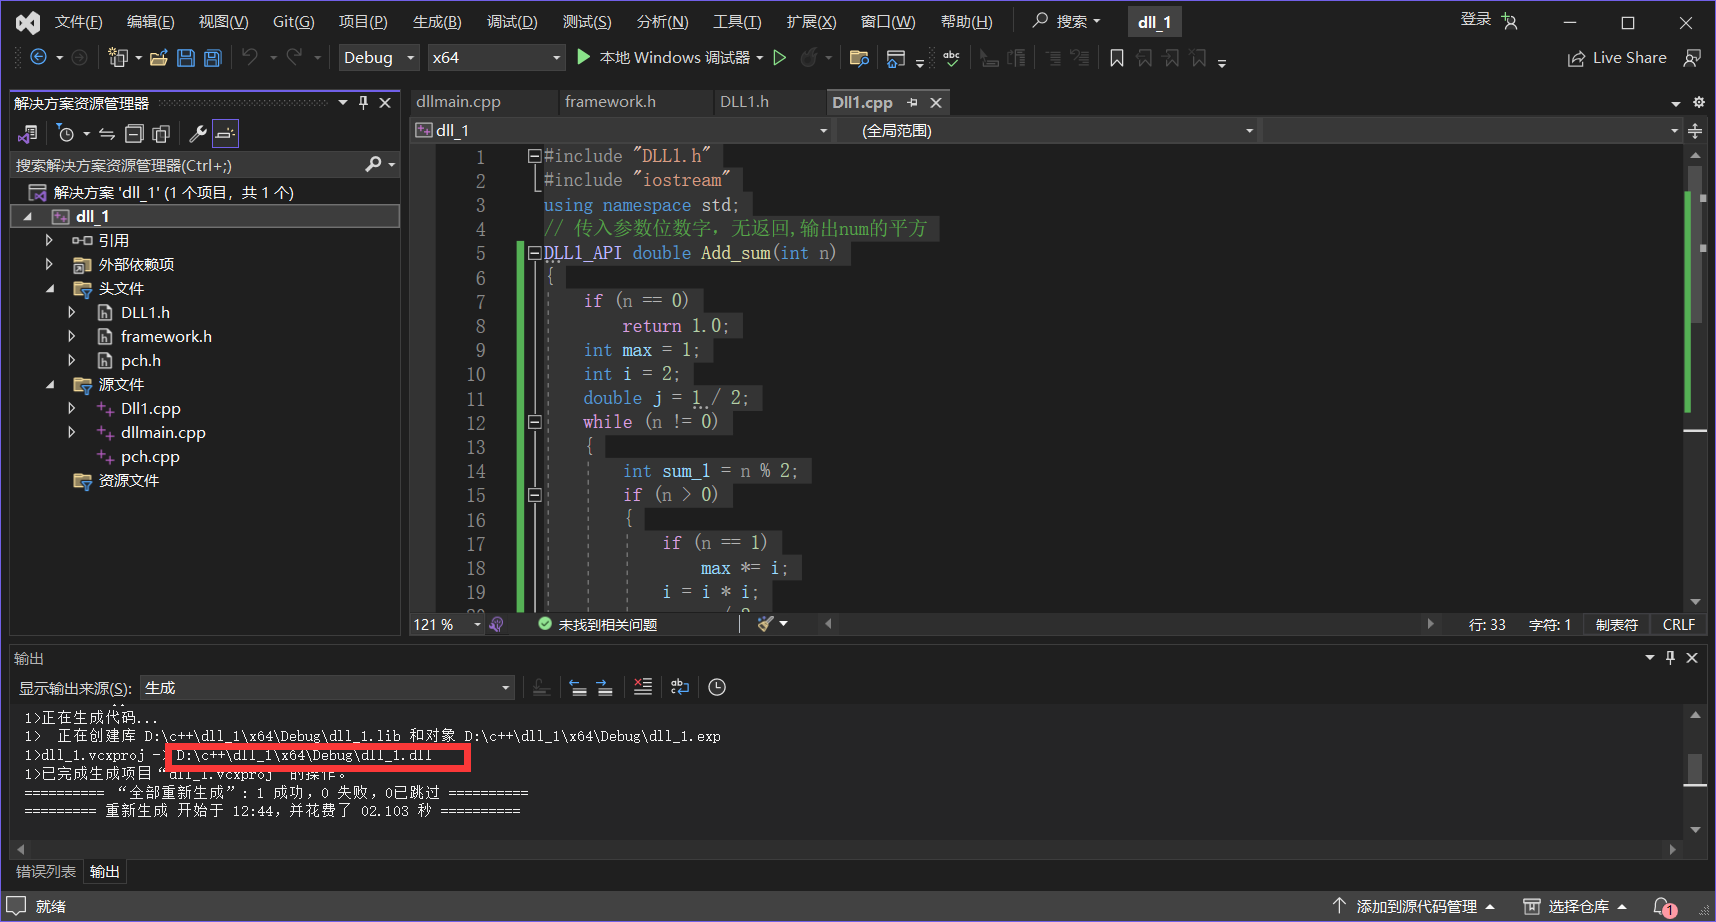 文件(F) 编辑(E) 视图(V) Git(G) 项目(P) 生成(B) 调试(D) 测试(S) 分析(N) 工具(T) 扩展(X) 窗口(W) 帮助(H) 搜索 dll_1 登录
Debug x64 本地 Windows 调试器 abc Live Share
解决方案资源管理器
搜索解决方案资源管理器(Ctrl+;)
解决方案 'dll_1' (1 个项目，共 1 个)
dll_1
引用
外部依赖项
头文件
DLL1.h
framework.h
pch.h
源文件
Dll1.cpp
dllmain.cpp
pch.cpp
资源文件
dllmain.cpp framework.h DLL1.h Dll1.cpp
dll_1 (全局范围)
1 #include "DLL1.h"
2 #include "iostream"
3 using namespace std;
4 // 传入参数位数字，无返回,输出num的平方
5 DLL1_API double Add_sum(int n)
6 {
7 if (n == 0)
8 return 1.0;
9 int max = 1;
10 int i = 2;
11 double j = 1 / 2;
12 while (n != 0)
13 {
14 int sum_1 = n % 2;
15 if (n > 0)
16 {
17 if (n == 1)
18 max *= i;
19 i = i * i;
121 % 未找到相关问题 行: 33 字符: 1 制表符 CRLF
输出
显示输出来源(S): 生成
1>正在生成代码...
1> 正在创建库 D:\c++\dll_1\x64\Debug\dll_1.lib 和对象 D:\c++\dll_1\x64\Debug\dll_1.exp
1>dll_1.vcxproj -> D:\c++\dll_1\x64\Debug\dll_1.dll
1>已完成生成项目“dll_1.vcxproj”的操作。
========== “全部重新生成”: 1 成功，0 失败，0已跳过 ==========
========= 重新生成 开始于 12:44，并花费了 02.103 秒 ==========
错误列表 输出
就绪 添加到源代码管理 选择仓库 1